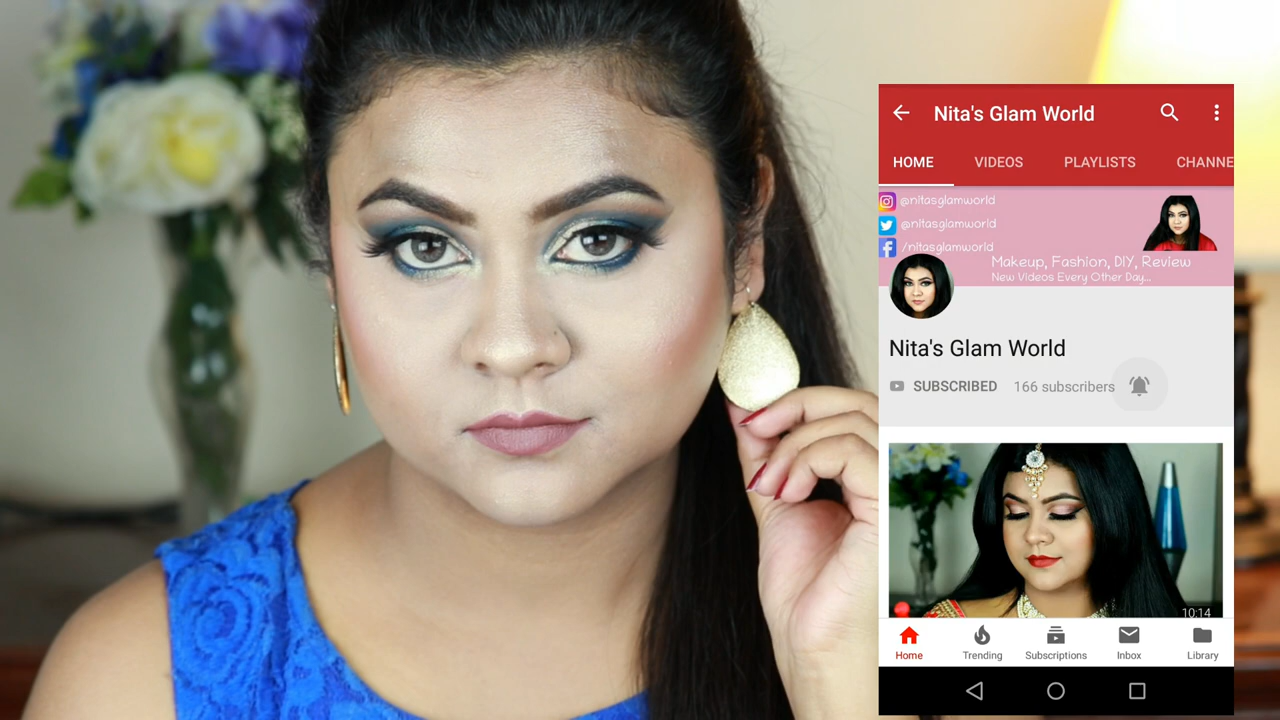 Nita's Glam World
HOME VIDEOS PLAYLISTS CHANNE
@nitasglamworld
@nitasglamworld
/nitasglamworld
Makeup, Fashion, DIY, Review
New Videos Every Other Day...
Nita's Glam World
SUBSCRIBED 166 subscribers
10:14
Home Trending Subscriptions Inbox Library